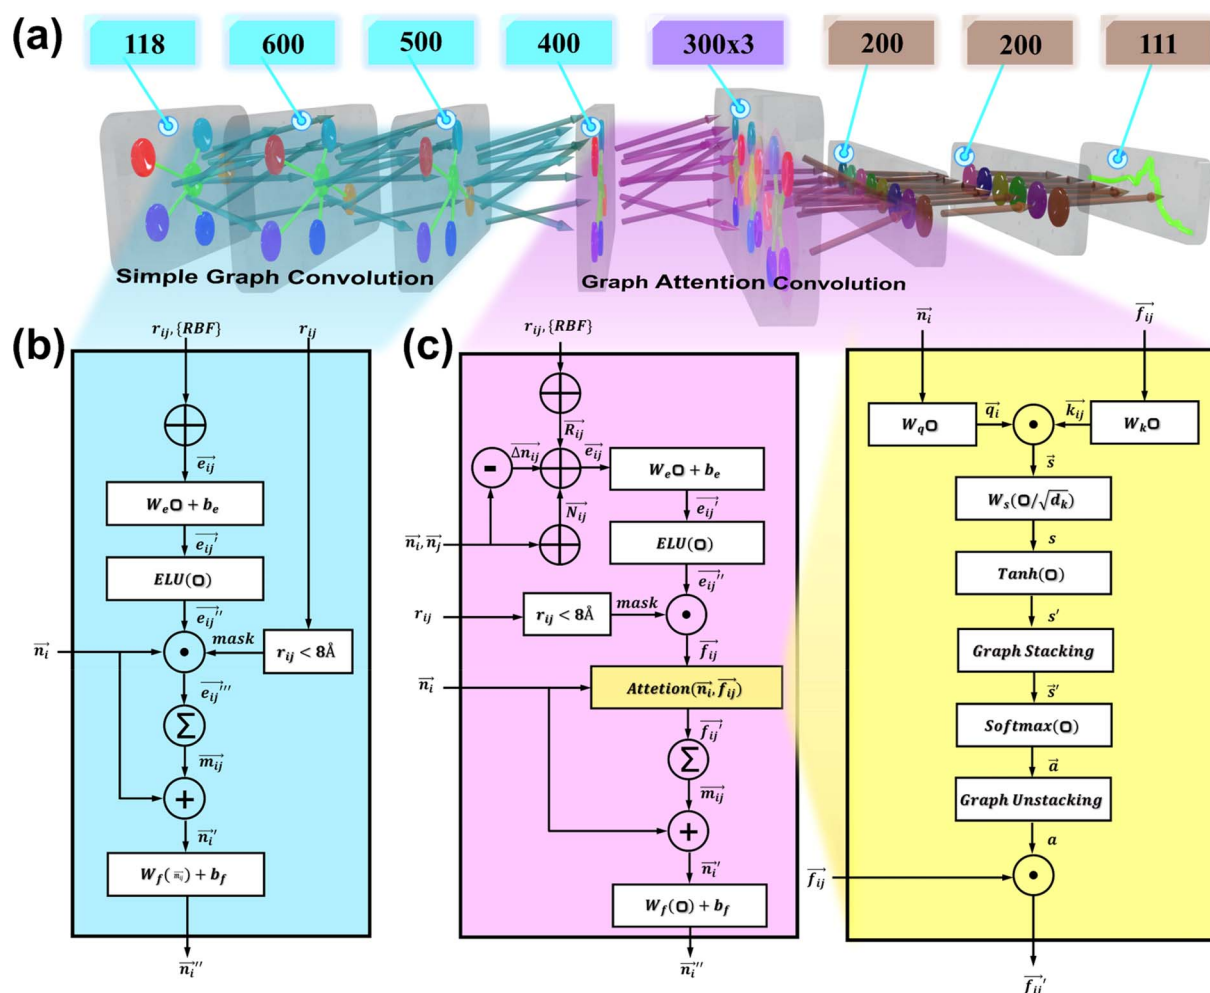 (a)
118 600 500 400 300x3 200 200 111
Simple Graph Convolution
Graph Attention Convolution
(b)
r_ij, {RBF}
r_ij
e_ij
W_e O + b_e
e_ij'
ELU(O)
e_ij''
n_i
mask
r_ij < 8Å
e_ij'''
Σ
m_ij
+
n_i'
W_f( m_ij ) + b_f
n_i''
(c)
r_ij, {RBF}
R_ij
Δn_ij
e_ij
-
W_e O + b_e
N_ij
e_ij'
n_i, n_j
ELU(O)
e_ij''
r_ij
r_ij < 8Å
mask
f_ij
n_i
Attetion(n_i, f_ij)
f_ij'
Σ
m_ij
+
n_i'
W_f(O) + b_f
n_i''
n_i
f_ij
W_q O
q_i
k_ij
W_k O
s
W_s(O/√d_k)
s
Tanh(O)
s'
Graph Stacking
s'
Softmax(O)
a
Graph Unstacking
a
f_ij
f_ij'